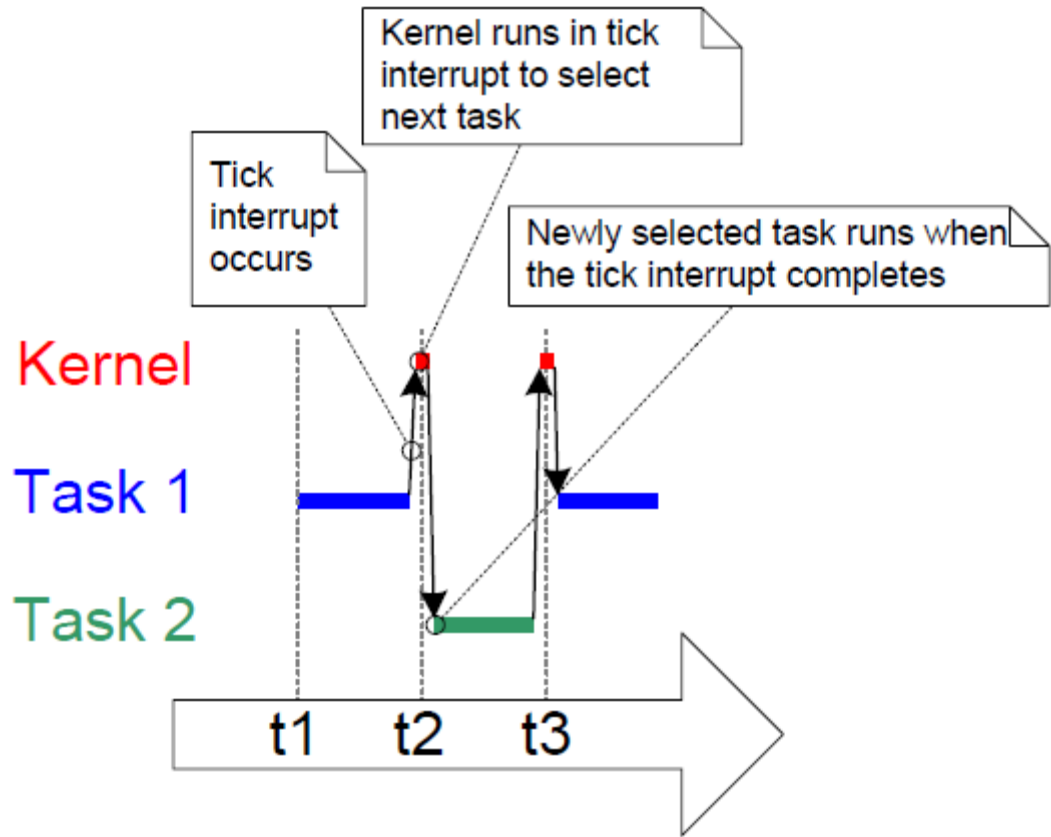 Kernel runs in tick
interrupt to select
next task
Tick
interrupt
occurs
Newly selected task runs when
the tick interrupt completes
Kernel
Task 1
Task 2
t1 t2 t3